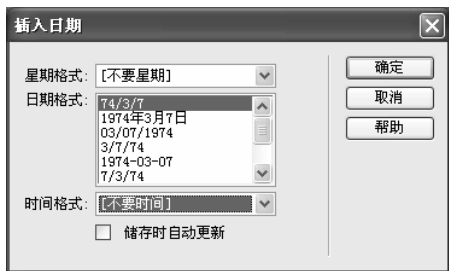 插入日期
星期格式: [不要星期]
确定
日期格式: 74/3/7
取消
1974年3月7日
03/07/1974
帮助
3/7/74
1974-03-07
7/3/74
时间格式: [不要时间]
储存时自动更新